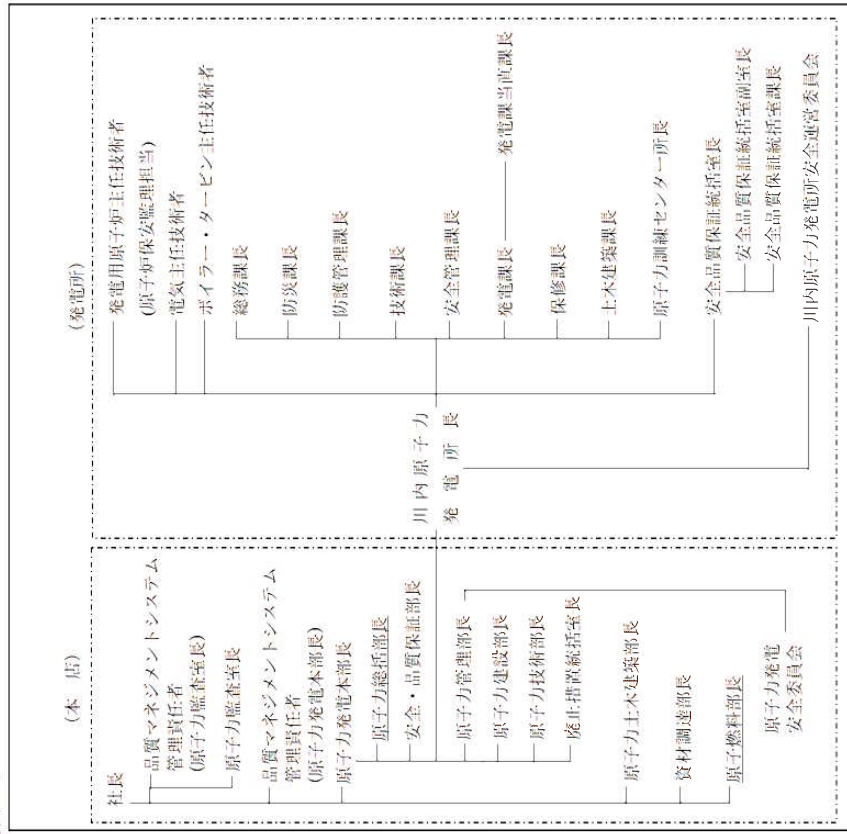 (本　店)
社長
品質マネジメントシステム
管理責任者
(原子力監査室長)
原子力監査室長
品質マネジメントシステム
管理責任者
(原子力発電本部長)
原子力発電本部長
原子力総括部長
安全・品質保証部長
原子力管理部長
原子力建設部長
原子力技術部長
廃止措置統括室長
原子力土木建築部長
資材調達部長
原子燃料部長
原子力発電
安全委員会
(発電所)
川内原子力
発電所長
発電用原子炉主任技術者
(原子炉保安監理担当)
電気主任技術者
ボイラー・タービン主任技術者
総務課長
防災課長
防護管理課長
技術課長
安全管理課長
発電課長
発電課当直課長
保修課長
土木建築課長
原子力訓練センター所長
安全品質保証統括室長
安全品質保証統括室副室長
安全品質保証統括室課長
川内原子力発電所安全運営委員会